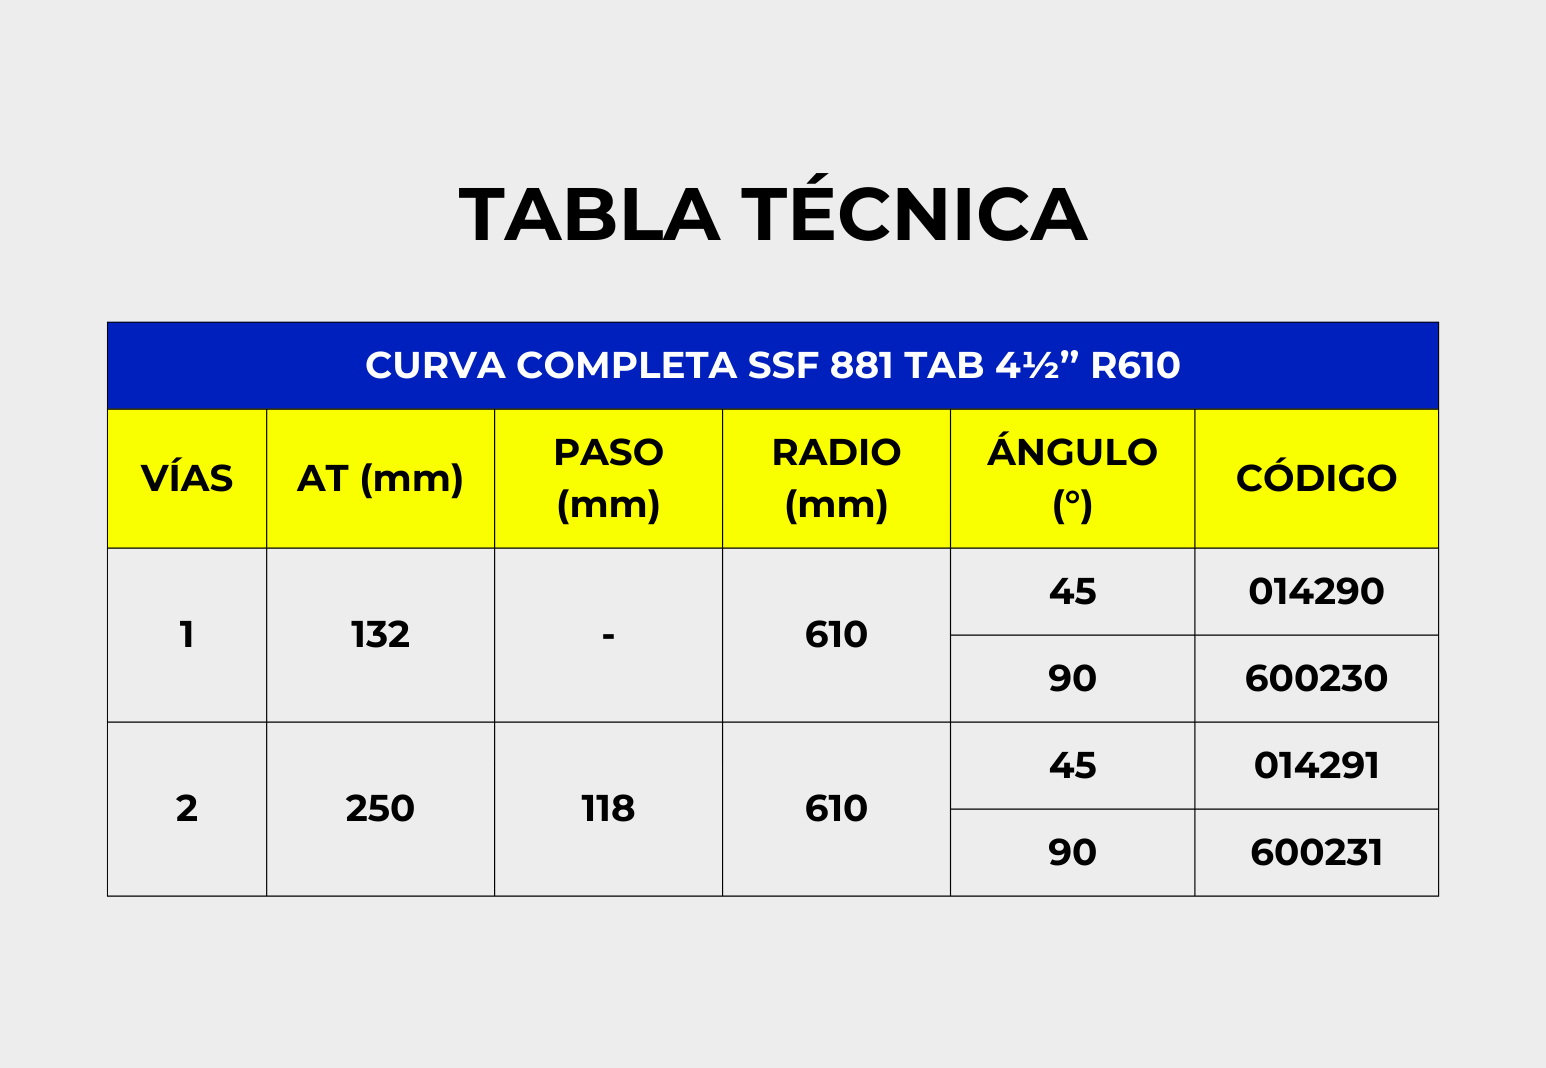 TABLA TÉCNICA
CURVA COMPLETA SSF 881 TAB 4½” R610
VÍAS AT (mm) PASO (mm) RADIO (mm) ÁNGULO (°) CÓDIGO
1 132 - 610 45 014290
90 600230
2 250 118 610 45 014291
90 600231